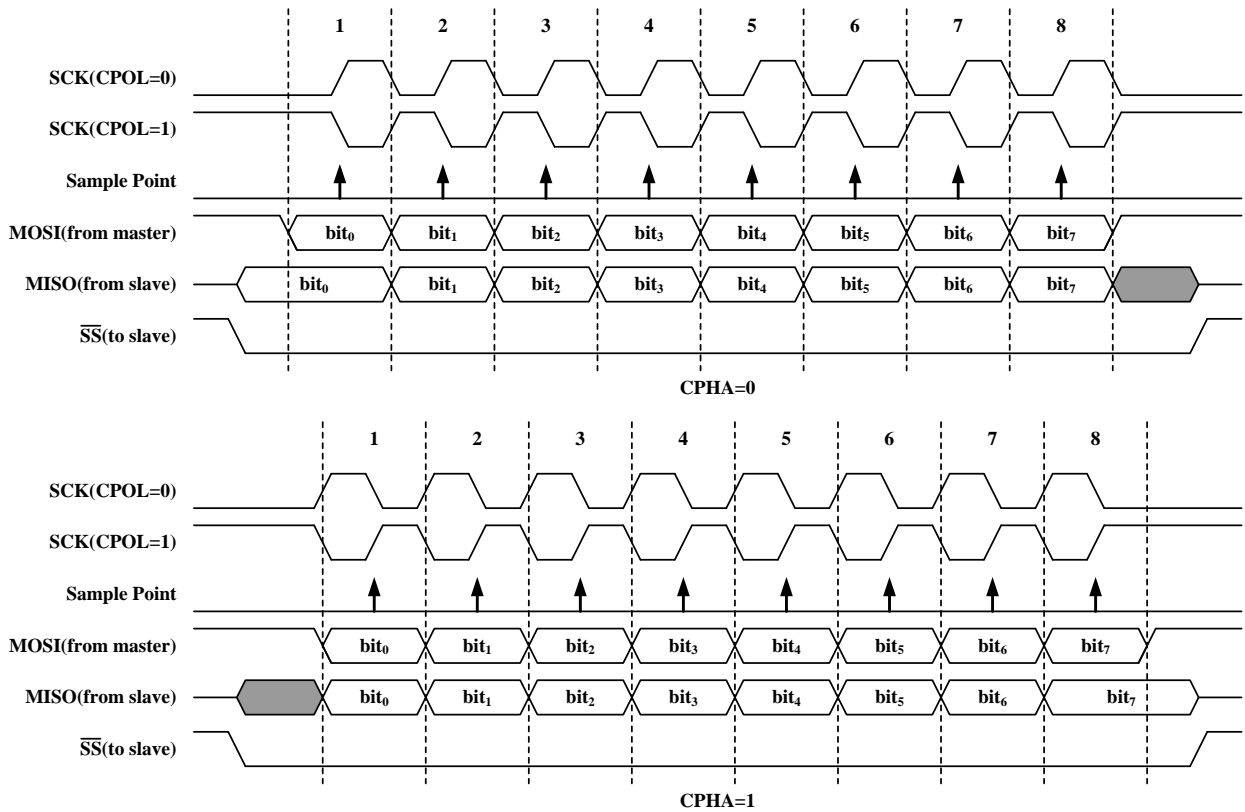 1 2 3 4 5 6 7 8
SCK(CPOL=0)
SCK(CPOL=1)
Sample Point
MOSI(from master) bit₀ bit₁ bit₂ bit₃ bit₄ bit₅ bit₆ bit₇
MISO(from slave) bit₀ bit₁ bit₂ bit₃ bit₄ bit₅ bit₆ bit₇
S̅S̅(to slave)
CPHA=0
1 2 3 4 5 6 7 8
SCK(CPOL=0)
SCK(CPOL=1)
Sample Point
MOSI(from master) bit₀ bit₁ bit₂ bit₃ bit₄ bit₅ bit₆ bit₇
MISO(from slave) bit₀ bit₁ bit₂ bit₃ bit₄ bit₅ bit₆ bit₇
S̅S̅(to slave)
CPHA=1